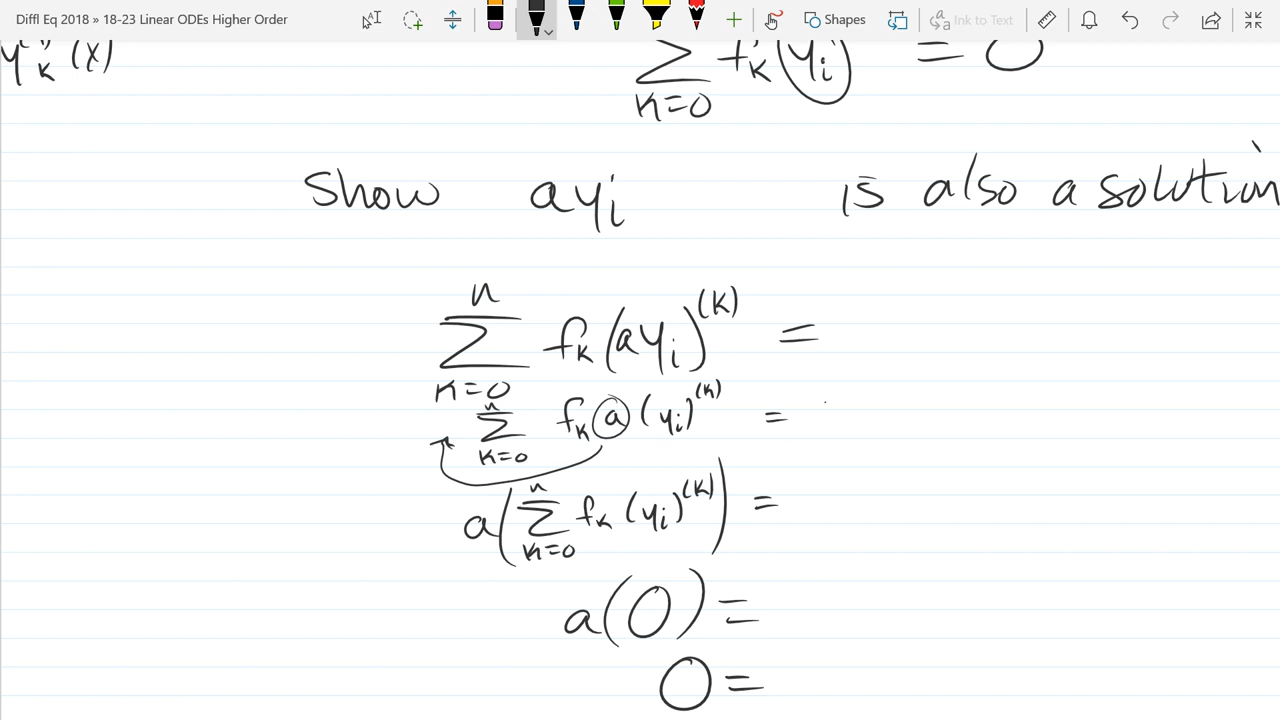 Diffl Eq 2018 » 18-23 Linear ODEs Higher Order Shapes Ink to Text
yₖ (x)
∑ fₖ(yᵢ) = 0
k=0
Show ayᵢ is also a solution
n
∑ fₖ(ayᵢ)⁽ᵏ⁾ =
k=0
n
∑ fₖ a (yᵢ)⁽ᵏ⁾ =
k=0
n
a(∑ fₖ (yᵢ)⁽ᵏ⁾) =
k=0
a(0) =
0 =